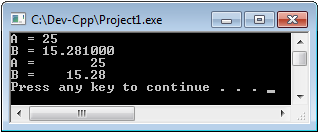 C:\Dev-Cpp\Project1.exe
A = 25
B = 15.281000
A =        25
B =     15.28
Press any key to continue . . .